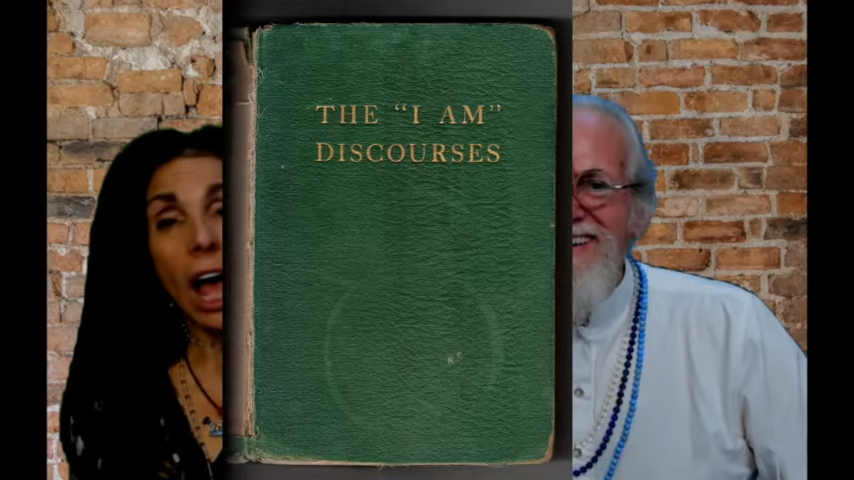 THE “I AM”
DISCOURSES